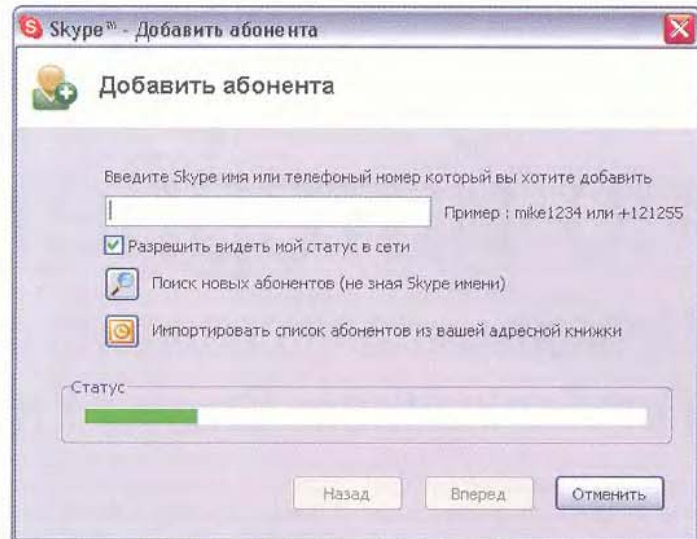 Skype™ - Добавить абонента
Добавить абонента
Введите Skype имя или телефоный номер который вы хотите добавить
Пример : mike1234 или +121255
Разрешить видеть мой статус в сети
Поиск новых абонентов (не зная Skype имени)
Импортировать список абонентов из вашей адресной книжки
Статус
Назад
Вперед
Отменить